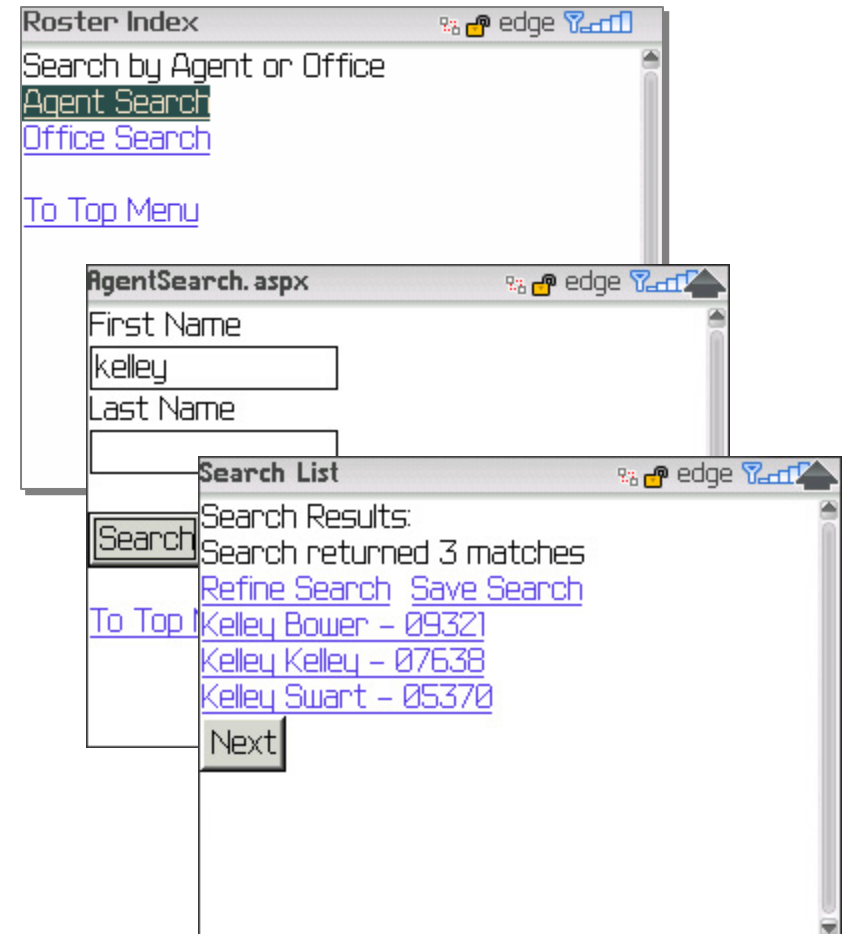 Roster Index edge
Search by Agent or Office
Agent Search
Office Search
To Top Menu
AgentSearch.aspx edge
First Name
kelley
Last Name
Search
To Top
Search List edge
Search Results:
Search returned 3 matches
Refine Search Save Search
Kelley Bower - 09321
Kelley Kelley - 07638
Kelley Swart - 05370
Next